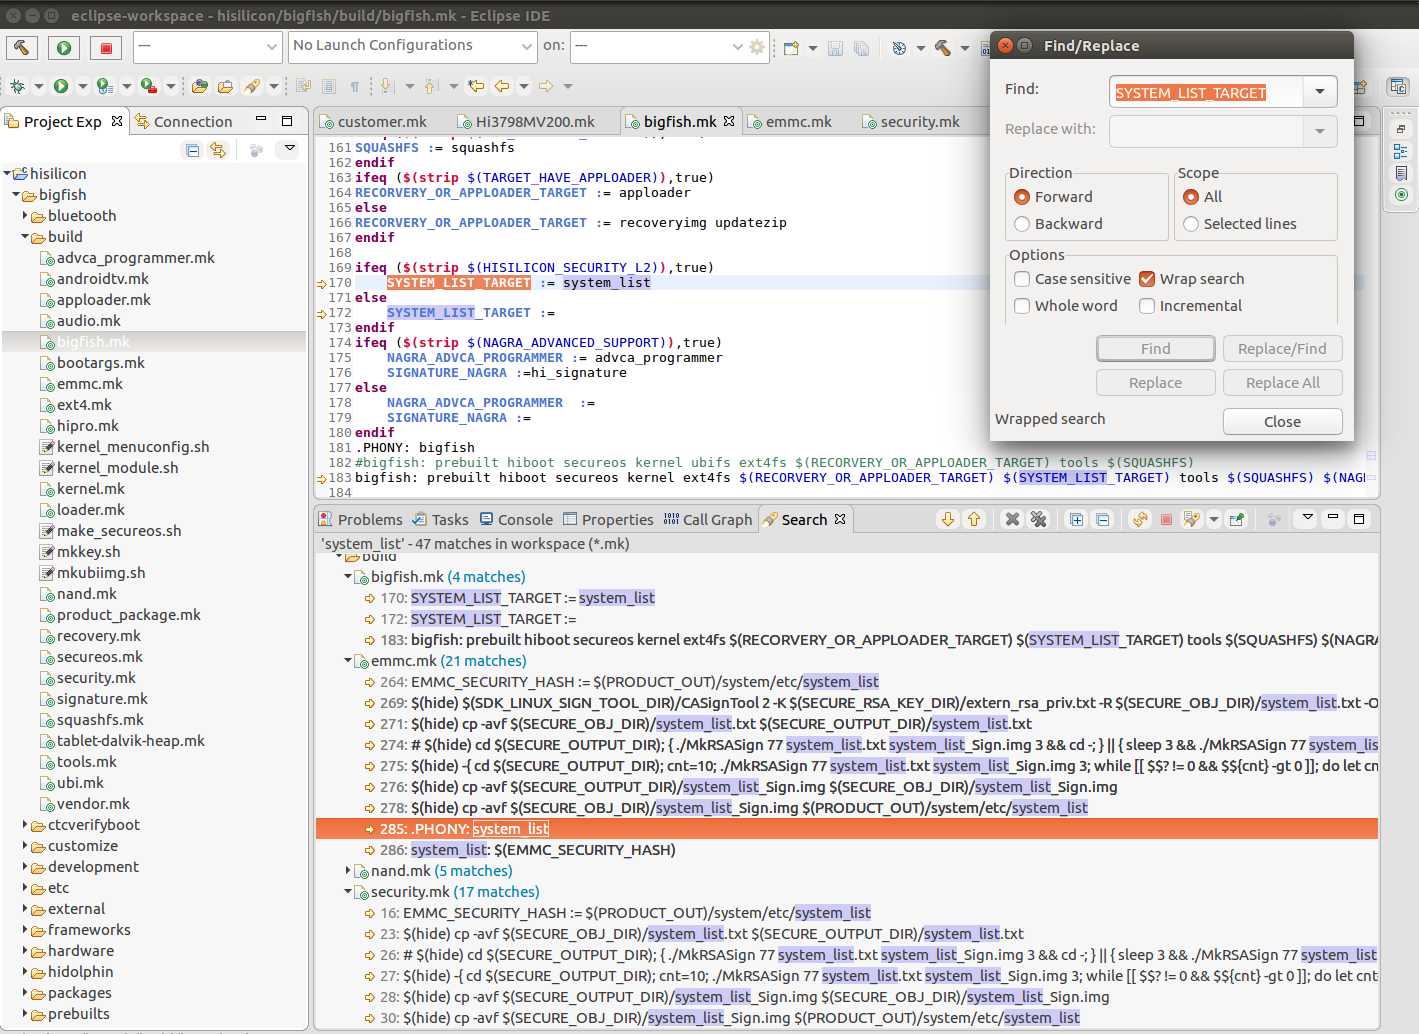 eclipse-workspace - hisilicon/bigfish/build/bigfish.mk - Eclipse IDE
---
No Launch Configurations
on:
---
Project Exp
Connection
hisilicon
bigfish
bluetooth
build
advca_programmer.mk
androidtv.mk
apploader.mk
audio.mk
bigfish.mk
bootargs.mk
emmc.mk
ext4.mk
hipro.mk
kernel_menuconfig.sh
kernel_module.sh
kernel.mk
loader.mk
make_secureos.sh
mkkey.sh
mkubiimg.sh
nand.mk
product_package.mk
recovery.mk
secureos.mk
security.mk
signature.mk
squashfs.mk
tablet-dalvik-heap.mk
tools.mk
ubi.mk
vendor.mk
ctcverifyboot
customize
development
etc
external
frameworks
hardware
hidolphin
packages
prebuilts
customer.mk
Hi3798MV200.mk
bigfish.mk
emmc.mk
security.mk
161 SQUASHFS := squashfs
162 endif
163 ifeq ($(strip $(TARGET_HAVE_APPLOADER)),true)
164 RECORVERY_OR_APPLOADER_TARGET := apploader
165 else
166 RECORVERY_OR_APPLOADER_TARGET := recoveryimg updatezip
167 endif
168
169 ifeq ($(strip $(HISILICON_SECURITY_L2)),true)
170     SYSTEM_LIST_TARGET := system_list
171 else
172     SYSTEM_LIST_TARGET :=
173 endif
174 ifeq ($(strip $(NAGRA_ADVANCED_SUPPORT)),true)
175     NAGRA_ADVCA_PROGRAMMER := advca_programmer
176     SIGNATURE_NAGRA :=hi_signature
177 else
178     NAGRA_ADVCA_PROGRAMMER  :=
179     SIGNATURE_NAGRA :=
180 endif
181 .PHONY: bigfish
182 #bigfish: prebuilt hiboot secureos kernel ubifs ext4fs $(RECORVERY_OR_APPLOADER_TARGET) tools $(SQUASHFS)
183 bigfish: prebuilt hiboot secureos kernel ext4fs $(RECORVERY_OR_APPLOADER_TARGET) $(SYSTEM_LIST_TARGET) tools $(SQUASHFS) $(NAG
184
Find/Replace
Find:
SYSTEM_LIST_TARGET
Replace with:
Direction
Forward
Backward
Scope
All
Selected lines
Options
Case sensitive
Wrap search
Whole word
Incremental
Find
Replace/Find
Replace
Replace All
Wrapped search
Close
Problems
Tasks
Console
Properties
Call Graph
Search
'system_list' - 47 matches in workspace (*.mk)
build
bigfish.mk (4 matches)
170: SYSTEM_LIST_TARGET := system_list
172: SYSTEM_LIST_TARGET :=
183: bigfish: prebuilt hiboot secureos kernel ext4fs $(RECORVERY_OR_APPLOADER_TARGET) $(SYSTEM_LIST_TARGET) tools $(SQUASHFS) $(NAGRA
emmc.mk (21 matches)
264: EMMC_SECURITY_HASH := $(PRODUCT_OUT)/system/etc/system_list
269: $(hide) $(SDK_LINUX_SIGN_TOOL_DIR)/CASignTool 2 -K $(SECURE_RSA_KEY_DIR)/extern_rsa_priv.txt -R $(SECURE_OBJ_DIR)/system_list.txt -O
271: $(hide) cp -avf $(SECURE_OBJ_DIR)/system_list.txt $(SECURE_OUTPUT_DIR)/system_list.txt
274: # $(hide) cd $(SECURE_OUTPUT_DIR); { ./MkRSASign 77 system_list.txt system_list_Sign.img 3 && cd -; } || { sleep 3 && ./MkRSASign 77 system_lis
275: $(hide) -{ cd $(SECURE_OUTPUT_DIR); cnt=10; ./MkRSASign 77 system_list.txt system_list_Sign.img 3; while [[ $$? != 0 && $${cnt} -gt 0 ]]; do let cn
276: $(hide) cp -avf $(SECURE_OUTPUT_DIR)/system_list_Sign.img $(SECURE_OBJ_DIR)/system_list_Sign.img
278: $(hide) cp -avf $(SECURE_OBJ_DIR)/system_list_Sign.img $(PRODUCT_OUT)/system/etc/system_list
285: .PHONY: system_list
286: system_list: $(EMMC_SECURITY_HASH)
nand.mk (5 matches)
security.mk (17 matches)
16: EMMC_SECURITY_HASH := $(PRODUCT_OUT)/system/etc/system_list
23: $(hide) cp -avf $(SECURE_OBJ_DIR)/system_list.txt $(SECURE_OUTPUT_DIR)/system_list.txt
26: # $(hide) cd $(SECURE_OUTPUT_DIR); { ./MkRSASign 77 system_list.txt system_list_Sign.img 3 && cd -; } || { sleep 3 && ./MkRSASign 77 system_list
27: $(hide) -{ cd $(SECURE_OUTPUT_DIR); cnt=10; ./MkRSASign 77 system_list.txt system_list_Sign.img 3; while [[ $$? != 0 && $${cnt} -gt 0 ]]; do let cnt
28: $(hide) cp -avf $(SECURE_OUTPUT_DIR)/system_list_Sign.img $(SECURE_OBJ_DIR)/system_list_Sign.img
30: $(hide) cp -avf $(SECURE_OBJ_DIR)/system_list_Sign.img $(PRODUCT_OUT)/system/etc/system_list